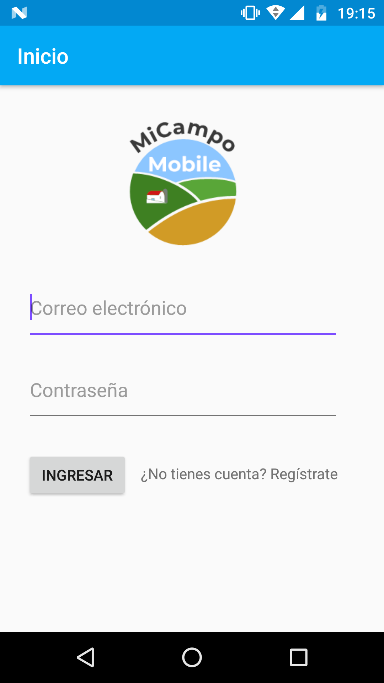 19:15
Inicio
MiCampo
Mobile
Correo electrónico
Contraseña
INGRESAR ¿No tienes cuenta? Regístrate